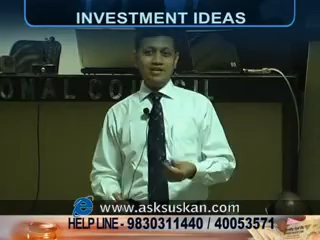 INVESTMENT IDEAS
ONAL COUNCIL
www.asksuskan.com
HELP LINE - 9830311440 / 40053571